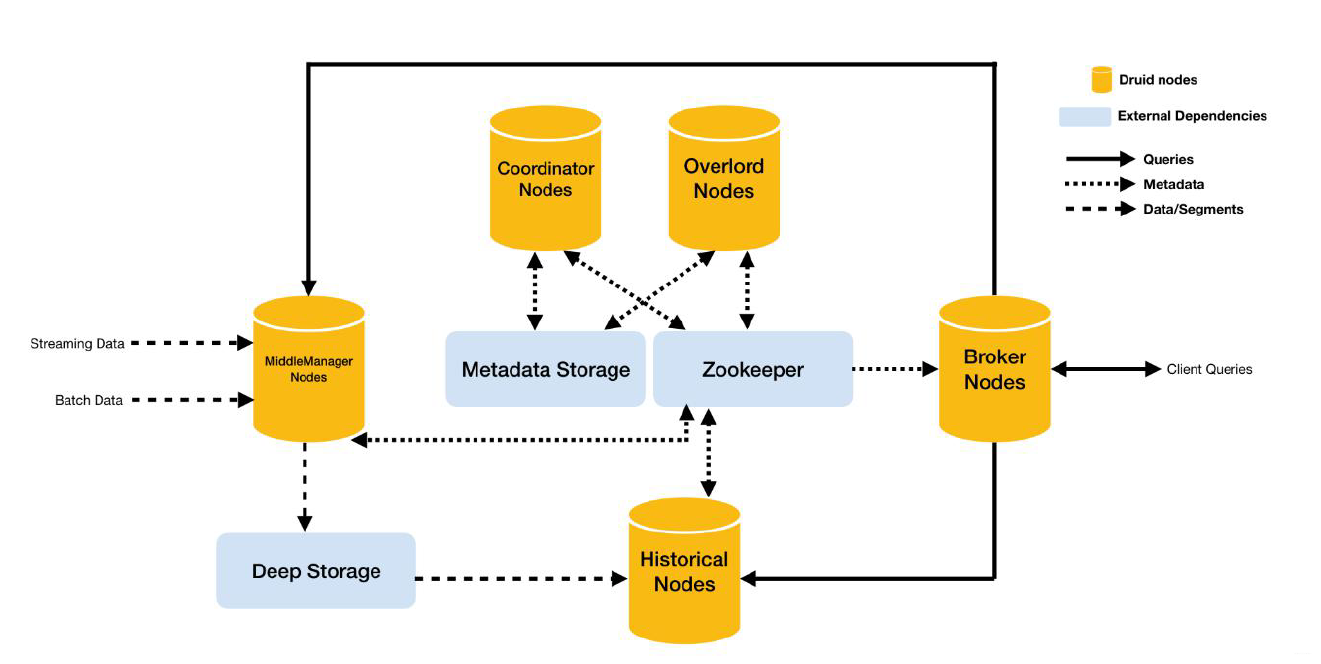 Druid nodes
External Dependencies
Queries
Metadata
Data/Segments
Coordinator
Nodes
Overlord
Nodes
Streaming Data
Batch Data
MiddleManager
Nodes
Metadata Storage
Zookeeper
Broker
Nodes
Client Queries
Deep Storage
Historical
Nodes